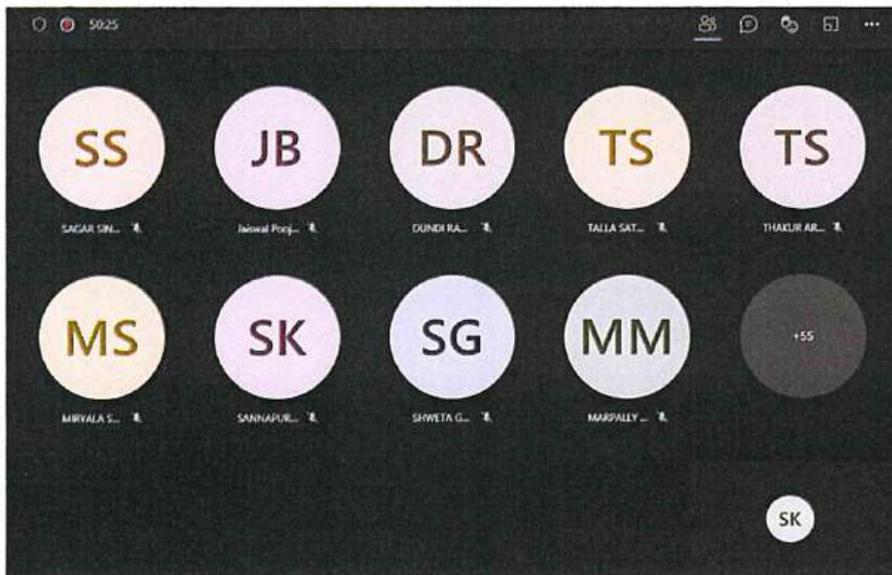 50:25
SS JB DR TS TS
SAGAR SIN... Jaiswal Pooj... DUNDI RA... TALLA SAT... THAKUR AR...
MS SK SG MM +55
MIRYALA S... SANNAPUR... SHWETA G... MARPALLY ...
SK